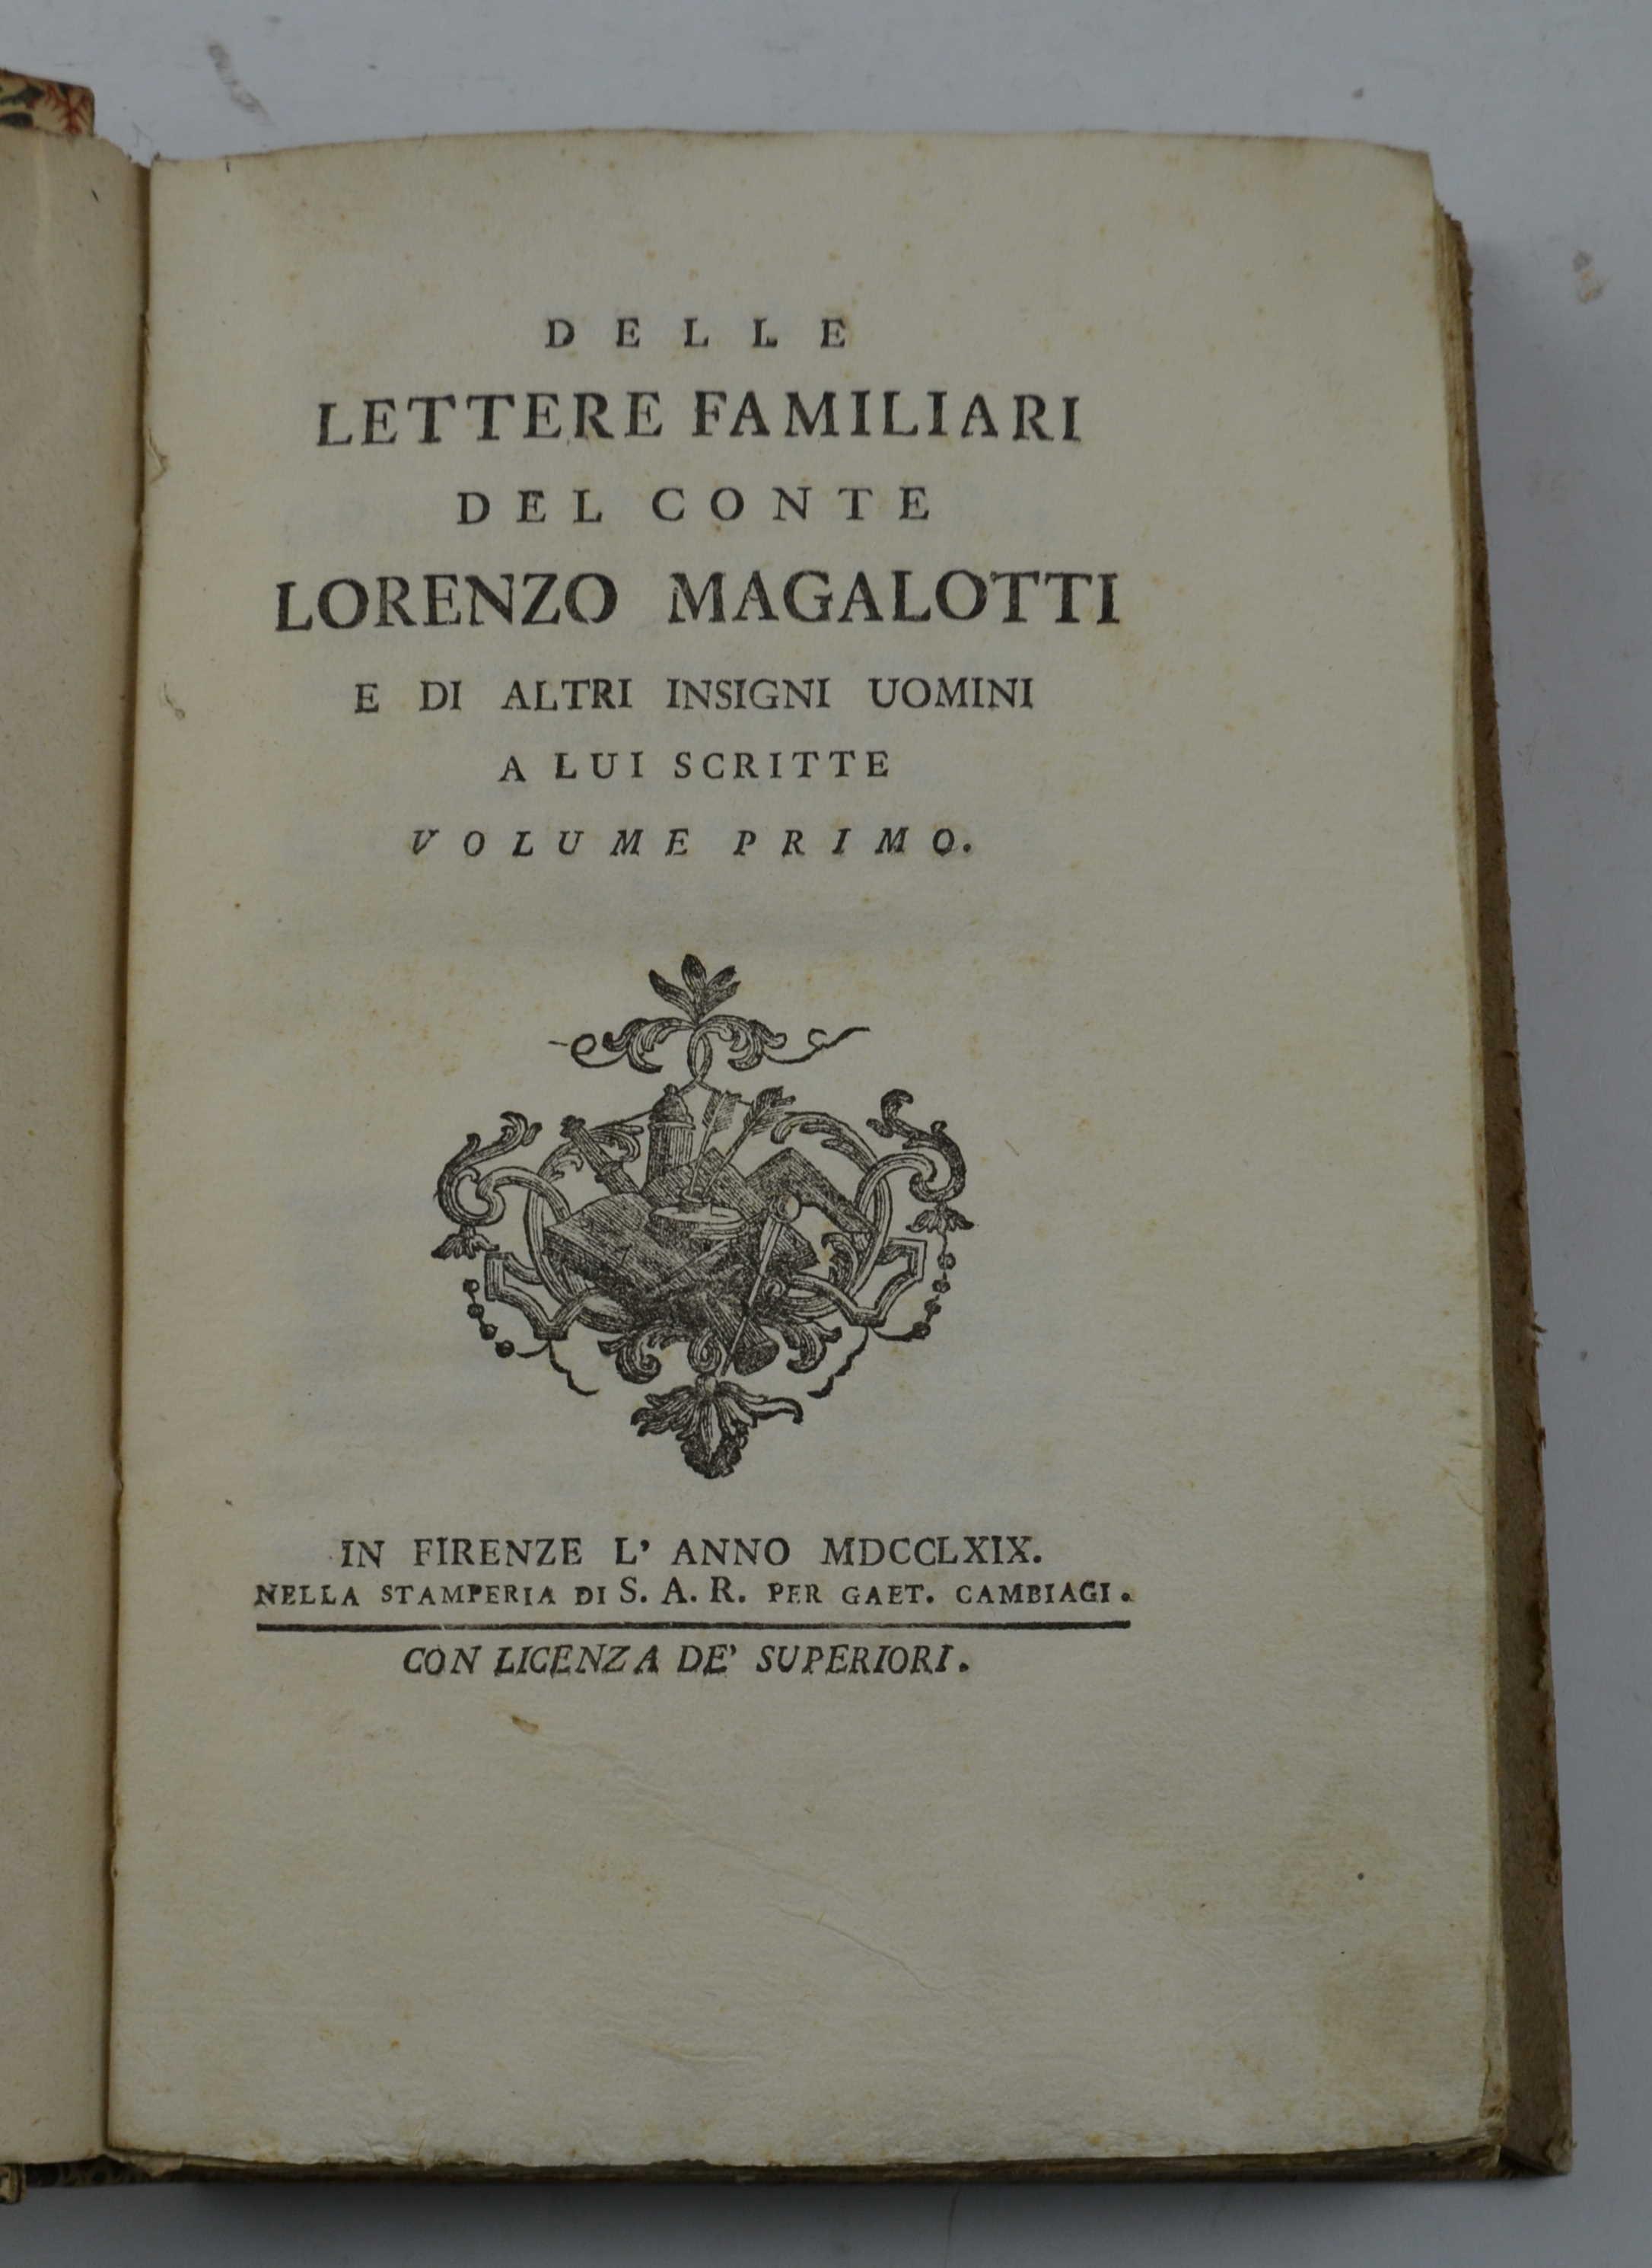 DELLE
LETTERE FAMILIARI
DEL CONTE
LORENZO MAGALOTTI
E DI ALTRI INSIGNI UOMINI
A LUI SCRITTE
VOLUME PRIMO.
IN FIRENZE L' ANNO MDCCLXIX.
NELLA STAMPERIA DI S. A. R. PER GAET. CAMBIAGI.
CON LICENZA DE' SUPERIORI.